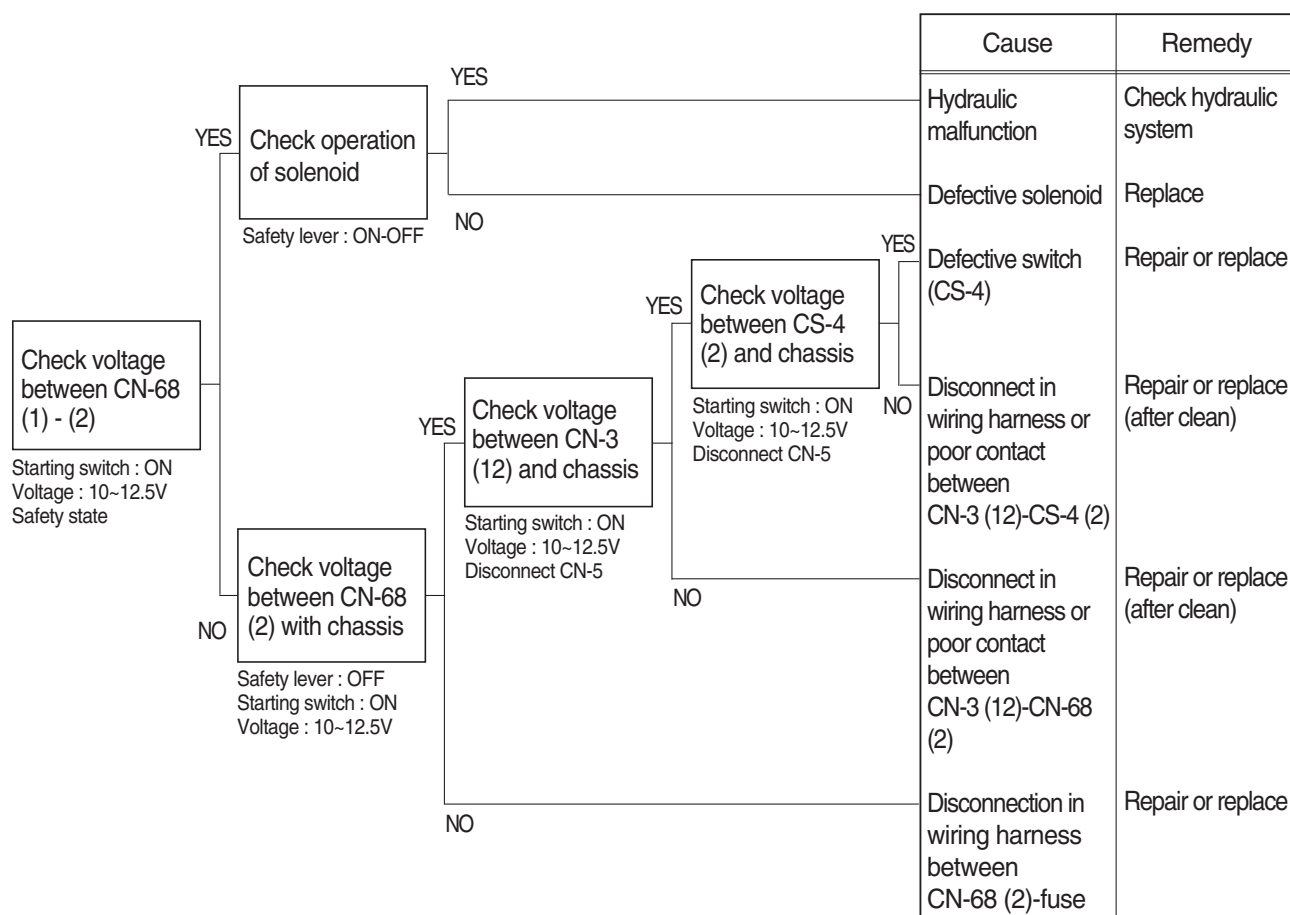 Cause
Remedy
YES
Hydraulic
malfunction
Check hydraulic
system
YES
Check operation
of solenoid
Defective solenoid
Replace
NO
Safety lever : ON-OFF
YES
Defective switch
(CS-4)
Repair or replace
YES
Check voltage
between CS-4
(2) and chassis
Check voltage
between CN-68
(1) - (2)
Starting switch : ON
Voltage : 10~12.5V
Disconnect CN-5
NO
Disconnect in
wiring harness or
poor contact
between
CN-3 (12)-CS-4 (2)
Repair or replace
(after clean)
YES
Check voltage
between CN-3
(12) and chassis
Starting switch : ON
Voltage : 10~12.5V
Safety state
Starting switch : ON
Voltage : 10~12.5V
Disconnect CN-5
Check voltage
between CN-68
(2) with chassis
NO
NO
Disconnect in
wiring harness or
poor contact
between
CN-3 (12)-CN-68
(2)
Repair or replace
(after clean)
Safety lever : OFF
Starting switch : ON
Voltage : 10~12.5V
NO
Disconnection in
wiring harness
between
CN-68 (2)-fuse
Repair or replace